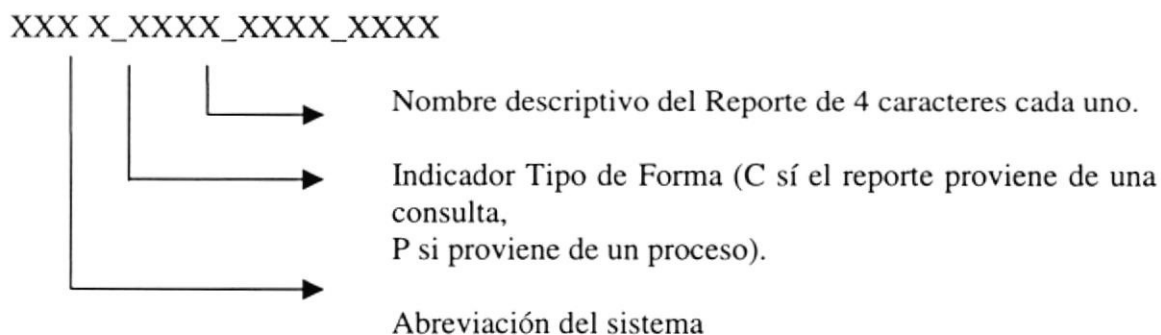 XXX X_XXXX_XXXX_XXXX
Nombre descriptivo del Reporte de 4 caracteres cada uno.
Indicador Tipo de Forma (C sí el reporte proviene de una
consulta,
P si proviene de un proceso).
Abreviación del sistema